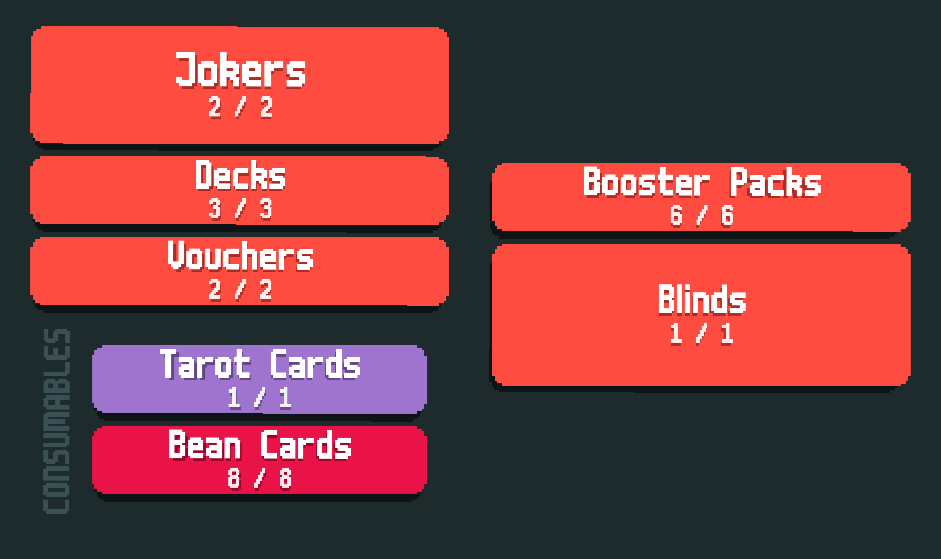 Jokers
2 / 2
Decks
3 / 3
Vouchers
2 / 2
CONSUMABLES
Tarot Cards
1 / 1
Bean Cards
8 / 8
Booster Packs
6 / 6
Blinds
1 / 1